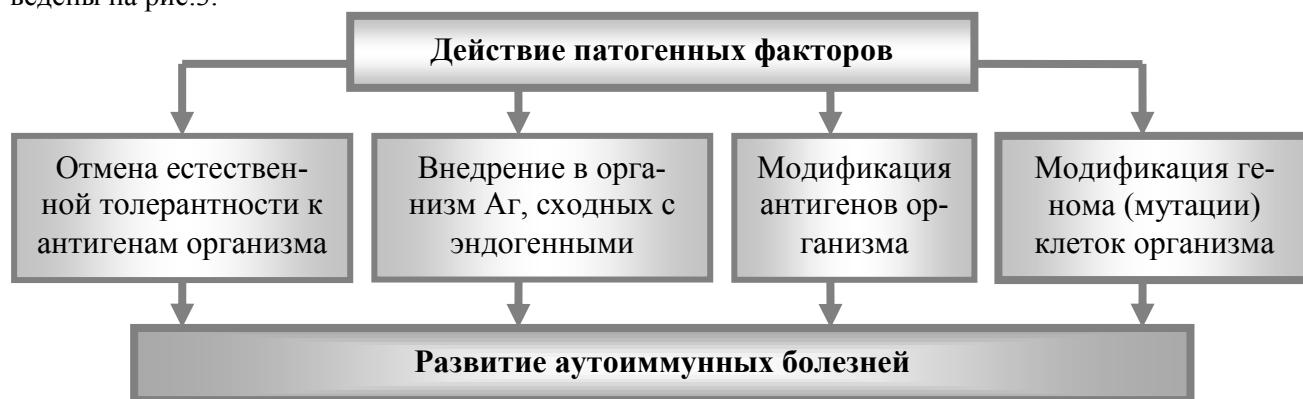 ведены на рис.3.
Действие патогенных факторов
Отмена естествен-
ной толерантности к
антигенам организма
Внедрение в орга-
низм Аг, сходных с
эндогенными
Модификация
антигенов ор-
ганизма
Модификация ге-
нома (мутации)
клеток организма
Развитие аутоиммунных болезней